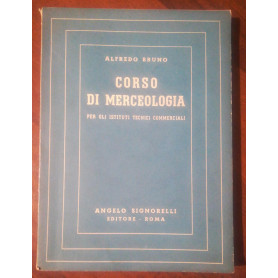 ALFREDO BRUNO
CORSO
DI MERCEOLOGIA
PER GLI ISTITUTI TECNICI COMMERCIALI
ANGELO SIGNORELLI
EDITORE - ROMA